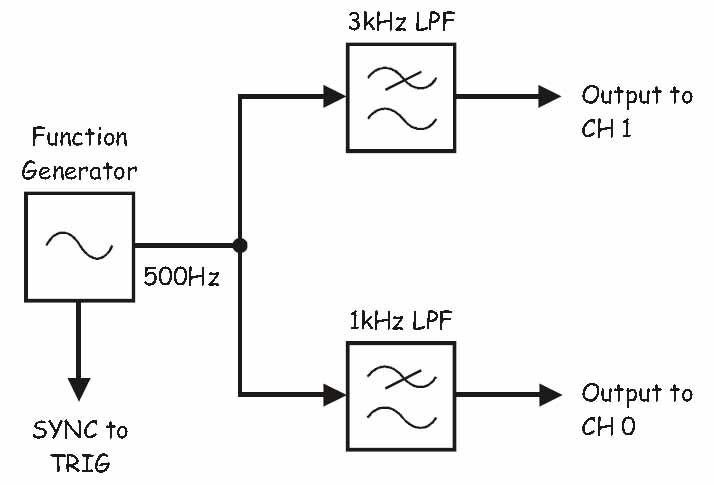 3kHz LPF
Output to
CH 1
Function
Generator
500Hz
1kHz LPF
Output to
CH 0
SYNC to
TRIG